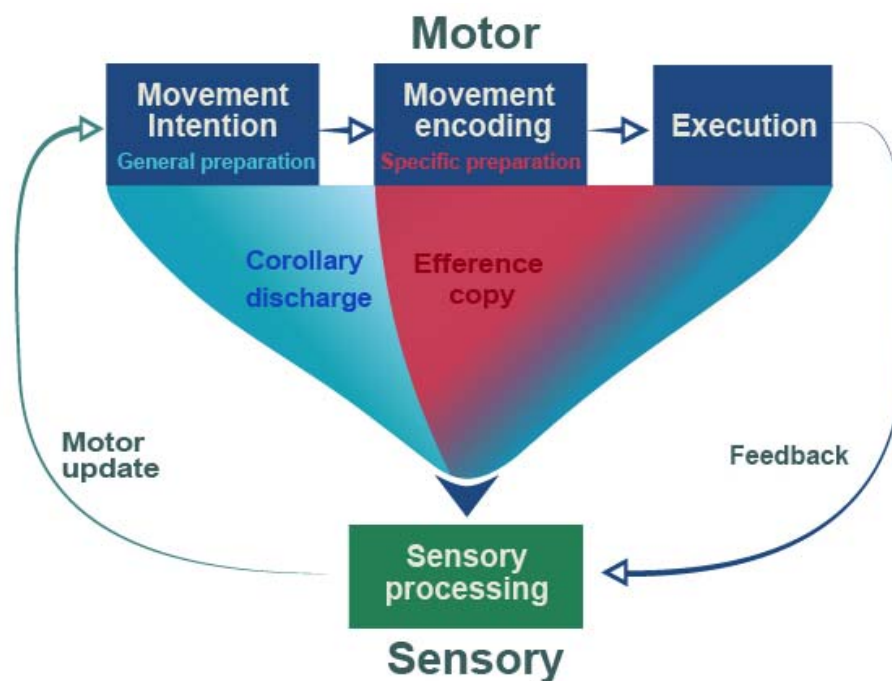 Motor
Movement
Intention
General preparation
Movement
encoding
Specific preparation
Execution
Corollary
discharge
Efference
copy
Motor
update
Feedback
Sensory
processing
Sensory